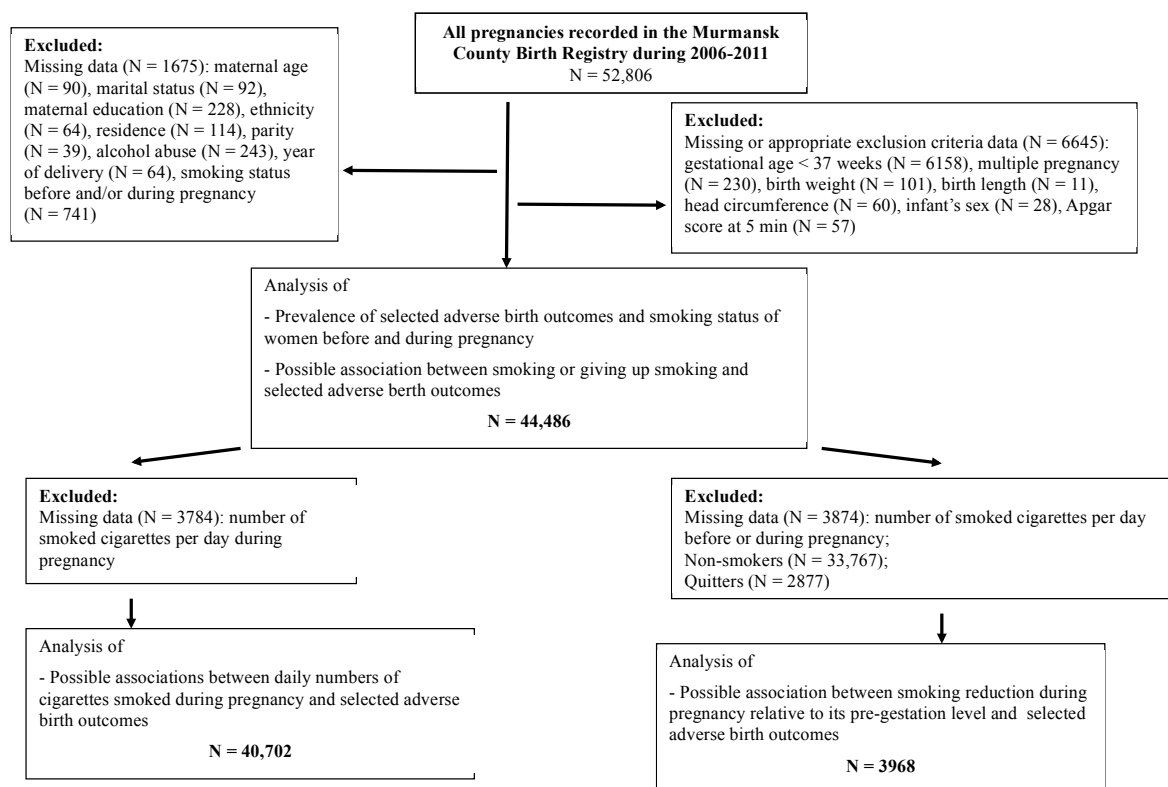 All pregnancies recorded in the Murmansk
County Birth Registry during 2006-2011
N = 52,806
Excluded:
Missing data (N = 1675): maternal age
(N = 90), marital status (N = 92),
maternal education (N = 228), ethnicity
(N = 64), residence (N = 114), parity
(N = 39), alcohol abuse (N = 243), year
of delivery (N = 64), smoking status
before and/or during pregnancy
(N = 741)
Excluded:
Missing or appropriate exclusion criteria data (N = 6645):
gestational age < 37 weeks (N = 6158), multiple pregnancy
(N = 230), birth weight (N = 101), birth length (N = 11),
head circumference (N = 60), infant’s sex (N = 28), Apgar
score at 5 min (N = 57)
Analysis of
- Prevalence of selected adverse birth outcomes and smoking status of
women before and during pregnancy
- Possible association between smoking or giving up smoking and
selected adverse berth outcomes
N = 44,486
Excluded:
Missing data (N = 3784): number of
smoked cigarettes per day during
pregnancy
Excluded:
Missing data (N = 3874): number of smoked cigarettes per day
before or during pregnancy;
Non-smokers (N = 33,767);
Quitters (N = 2877)
Analysis of
- Possible associations between daily numbers of
cigarettes smoked during pregnancy and selected adverse
birth outcomes
N = 40,702
Analysis of
- Possible association between smoking reduction during
pregnancy relative to its pre-gestation level and selected
adverse birth outcomes
N = 3968